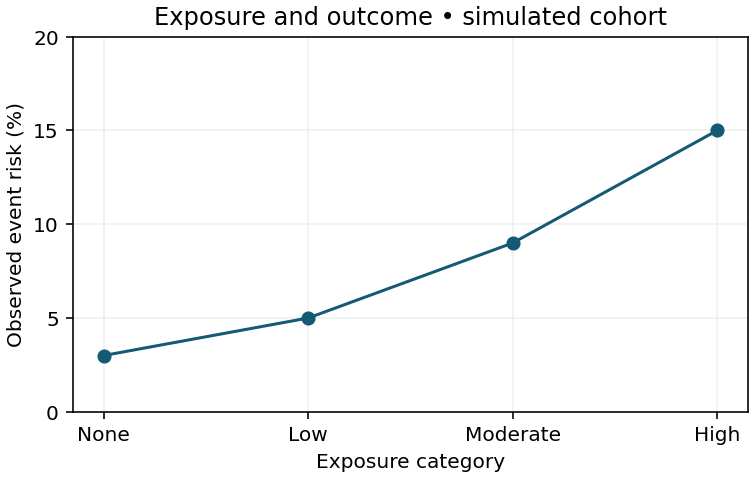 Exposure and outcome • simulated cohort
Observed event risk (%)
20
15
10
5
0
None
Low
Moderate
High
Exposure category